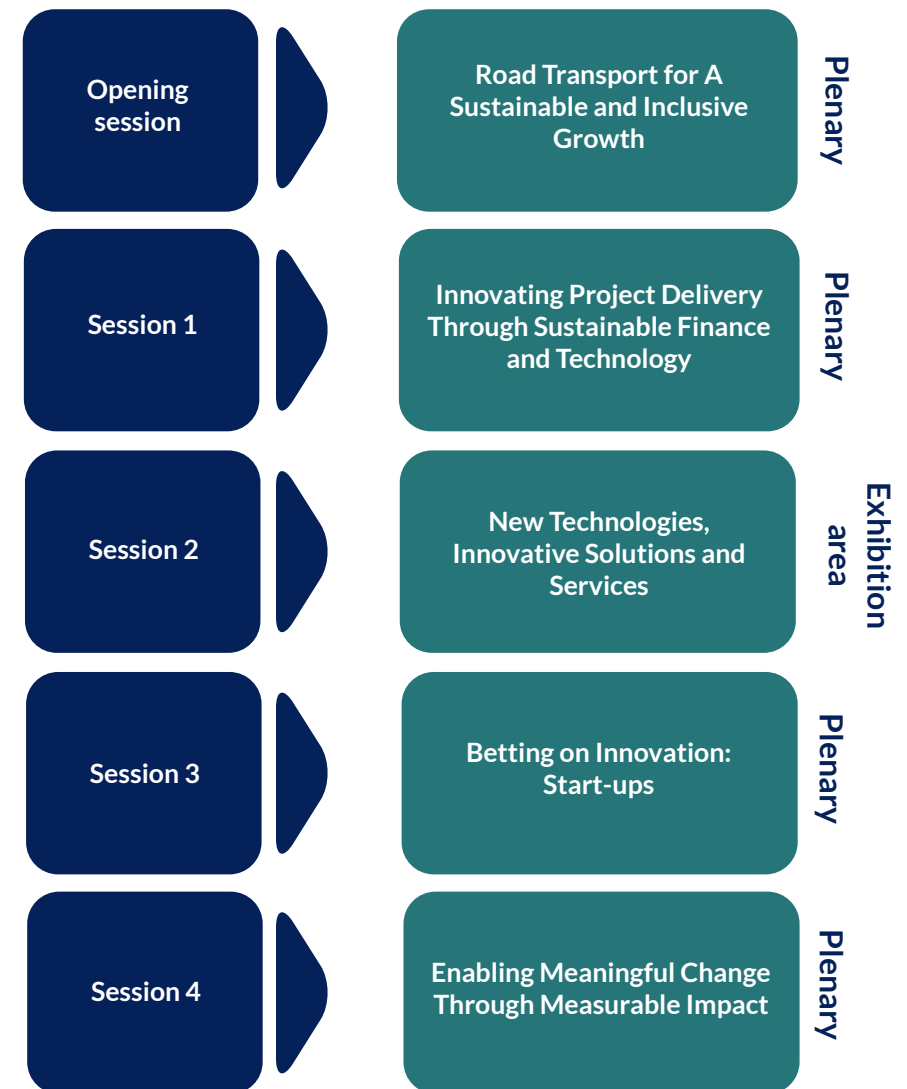 Opening
session
Road Transport for A
Sustainable and Inclusive
Growth
Plenary
Session 1
Innovating Project Delivery
Through Sustainable Finance
and Technology
Plenary
Session 2
New Technologies,
Innovative Solutions and
Services
Exhibition
area
Session 3
Betting on Innovation:
Start-ups
Plenary
Session 4
Enabling Meaningful Change
Through Measurable Impact
Plenary